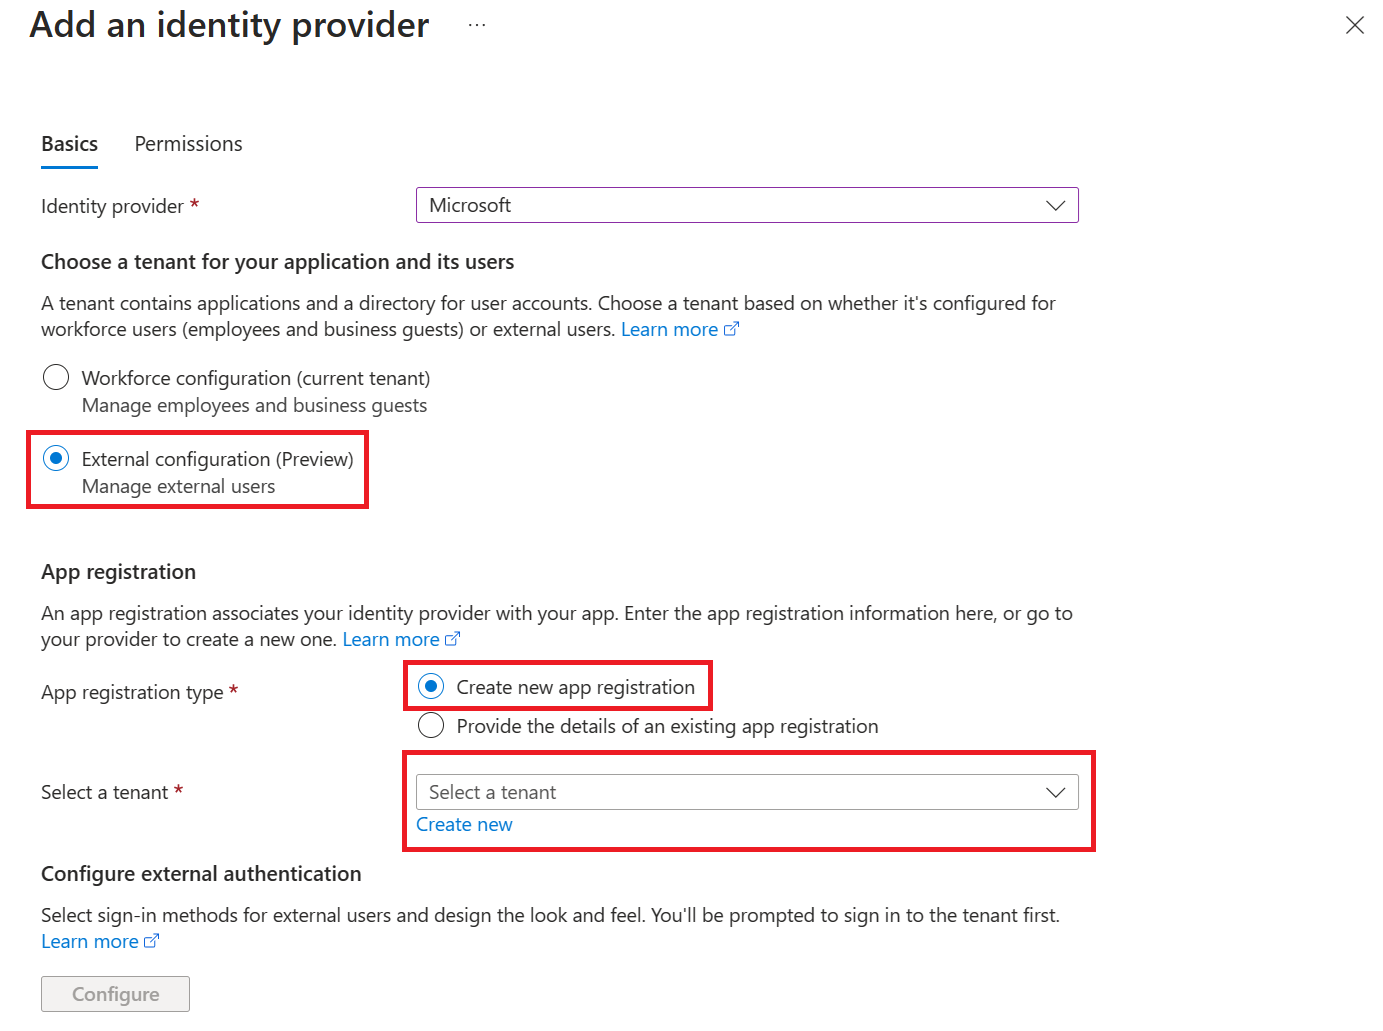 Add an identity provider ...
Basics Permissions
Identity provider * Microsoft
Choose a tenant for your application and its users
A tenant contains applications and a directory for user accounts. Choose a tenant based on whether it's configured for
workforce users (employees and business guests) or external users. Learn more
Workforce configuration (current tenant)
Manage employees and business guests
External configuration (Preview)
Manage external users
App registration
An app registration associates your identity provider with your app. Enter the app registration information here, or go to
your provider to create a new one. Learn more
App registration type * Create new app registration
Provide the details of an existing app registration
Select a tenant * Select a tenant
Create new
Configure external authentication
Select sign-in methods for external users and design the look and feel. You'll be prompted to sign in to the tenant first.
Learn more
Configure